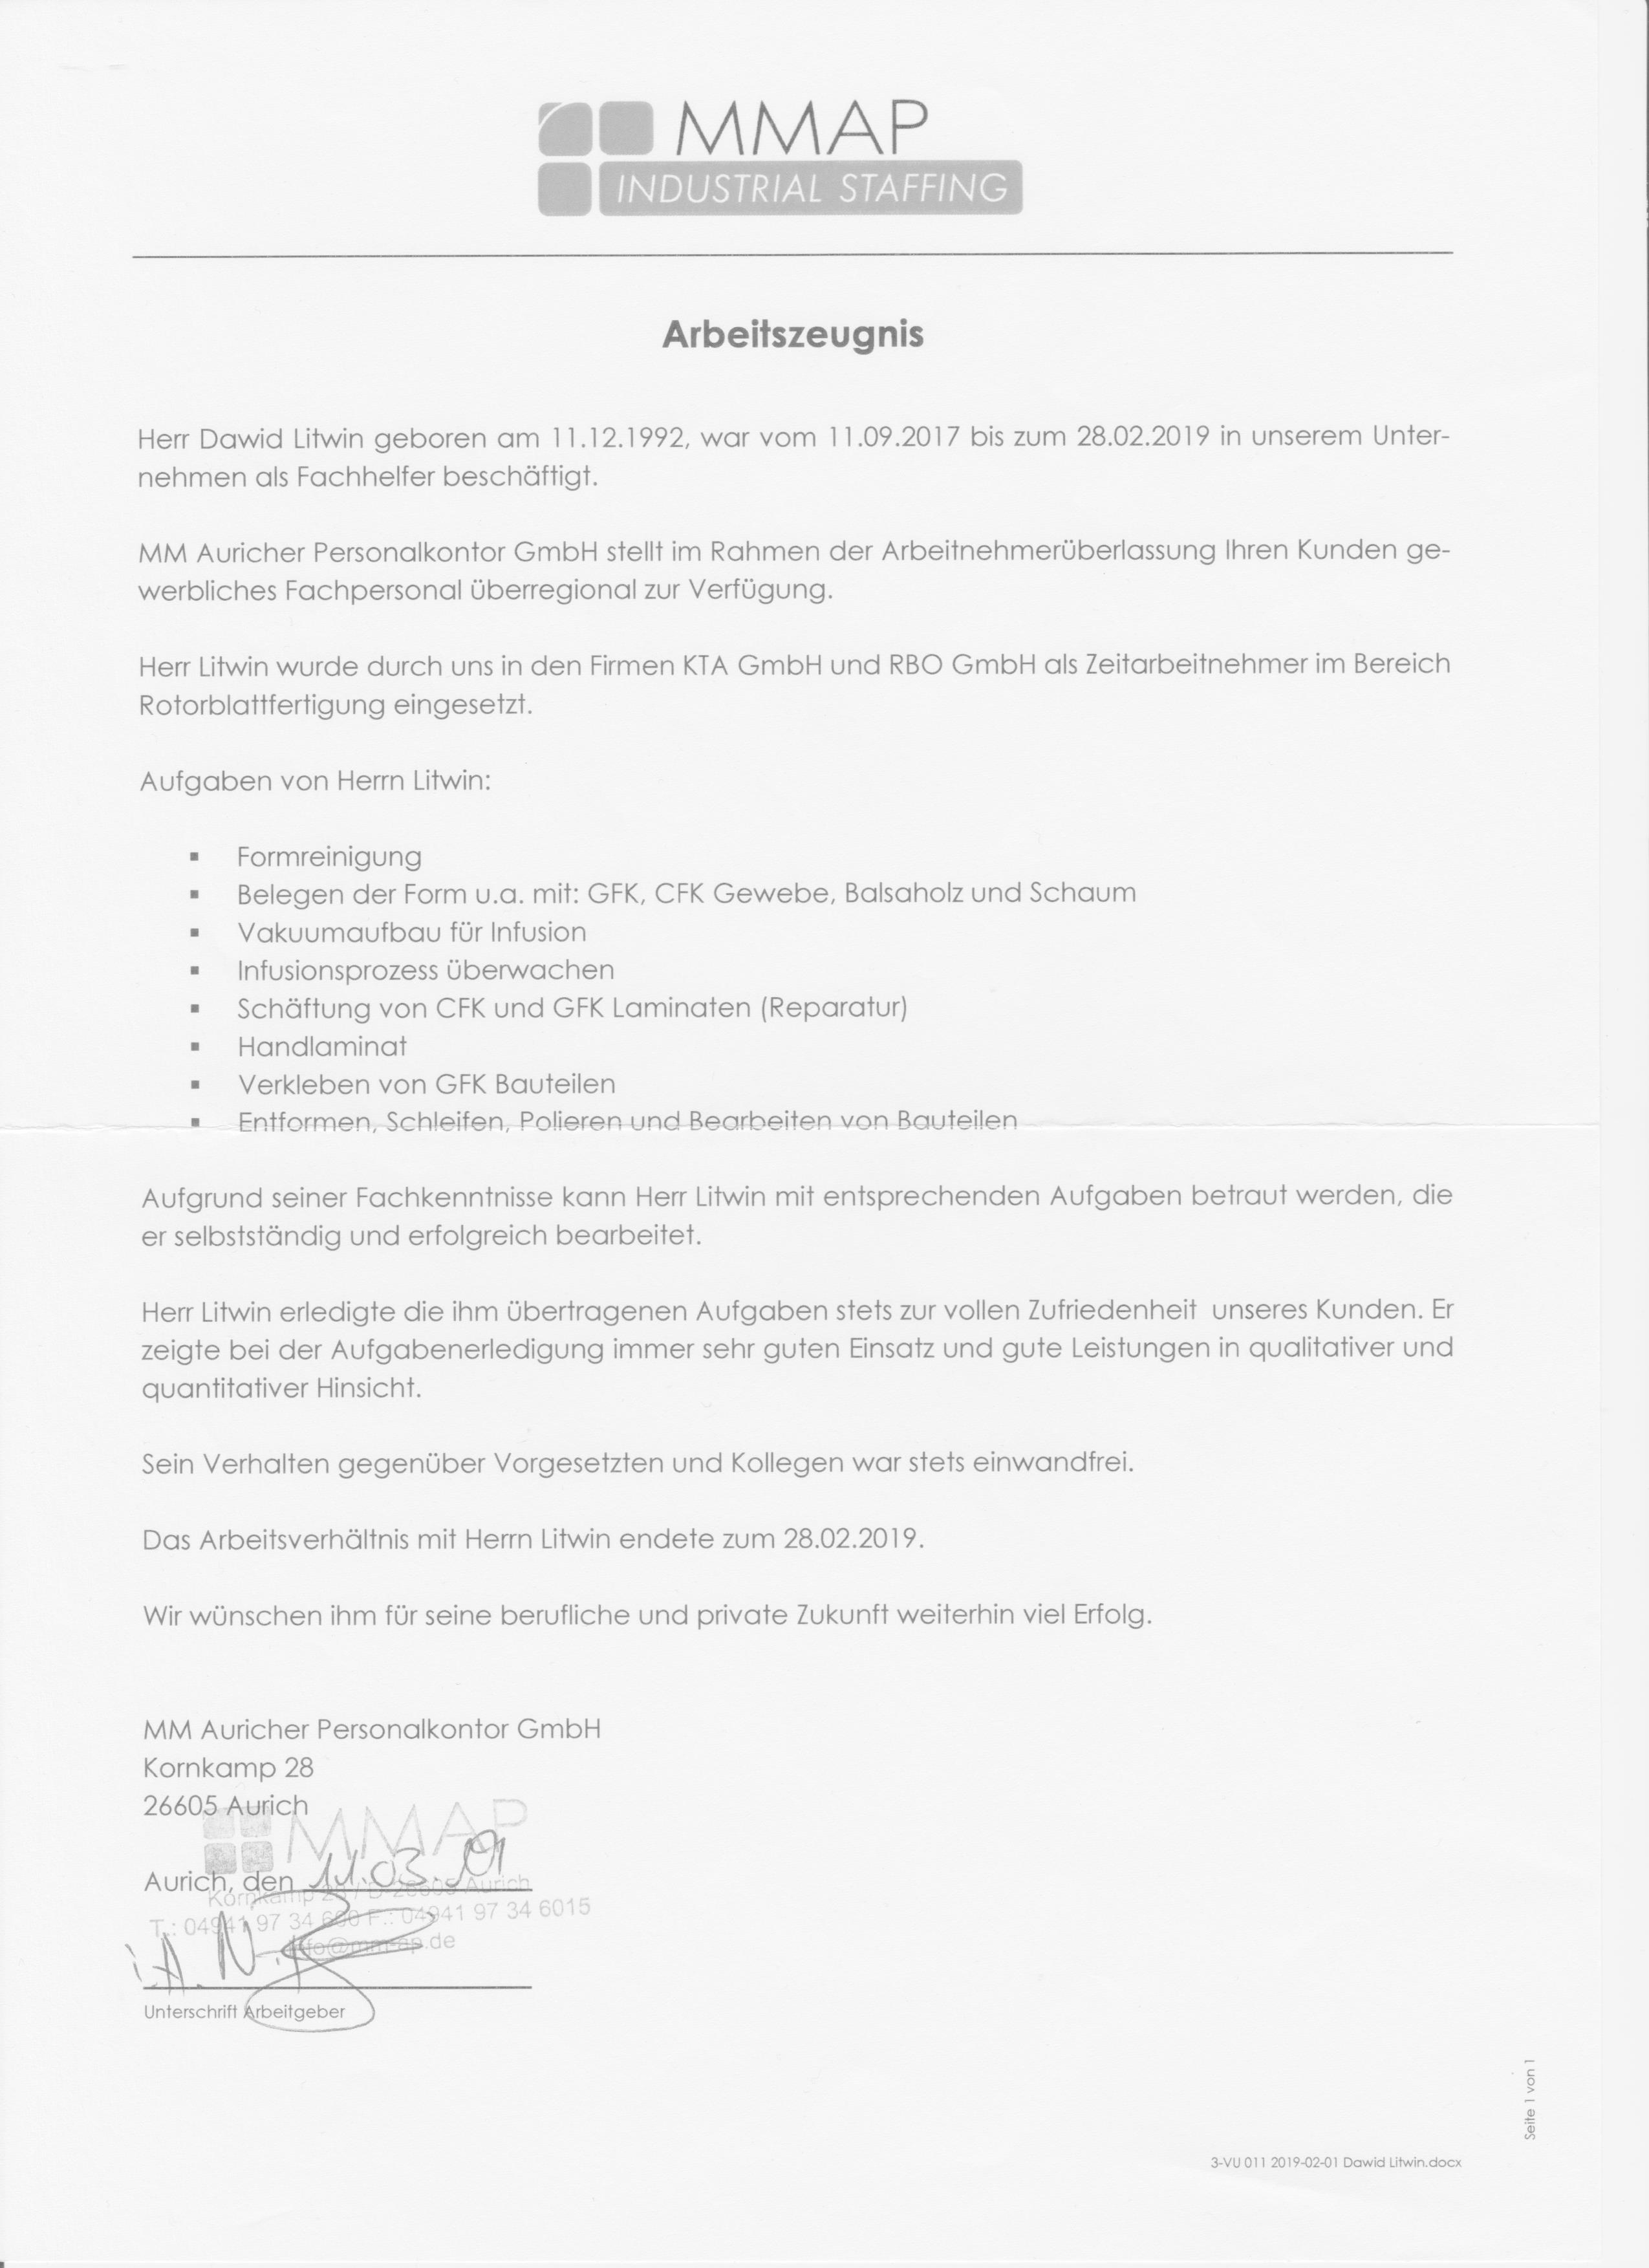 MMAP
INDUSTRIAL STAFFING
Arbeitszeugnis
Herr Dawid Litwin geboren am 11.12.1992, war vom 11.09.2017 bis zum 28.02.2019 in unserem Unter-
nehmen als Fachhelfer beschäftigt.
MM Auricher Personalkontor GmbH stellt im Rahmen der Arbeitnehmerüberlassung Ihren Kunden ge-
werbliches Fachpersonal überregional zur Verfügung.
Herr Litwin wurde durch uns in den Firmen KTA GmbH und RBO GmbH als Zeitarbeitnehmer im Bereich
Rotorblattfertigung eingesetzt.
Aufgaben von Herrn Litwin:
▪ Formreinigung
▪ Belegen der Form u.a. mit: GFK, CFK Gewebe, Balsaholz und Schaum
▪ Vakuumaufbau für Infusion
▪ Infusionsprozess überwachen
▪ Schäftung von CFK und GFK Laminaten (Reparatur)
▪ Handlaminat
▪ Verkleben von GFK Bauteilen
▪ Entformen, Schleifen, Polieren und Bearbeiten von Bauteilen
Aufgrund seiner Fachkenntnisse kann Herr Litwin mit entsprechenden Aufgaben betraut werden, die
er selbstständig und erfolgreich bearbeitet.
Herr Litwin erledigte die ihm übertragenen Aufgaben stets zur vollen Zufriedenheit unseres Kunden. Er
zeigte bei der Aufgabenerledigung immer sehr guten Einsatz und gute Leistungen in qualitativer und
quantitativer Hinsicht.
Sein Verhalten gegenüber Vorgesetzten und Kollegen war stets einwandfrei.
Das Arbeitsverhältnis mit Herrn Litwin endete zum 28.02.2019.
Wir wünschen ihm für seine berufliche und private Zukunft weiterhin viel Erfolg.
MM Auricher Personalkontor GmbH
Kornkamp 28
26605 Aurich
MMAP
Aurich, den 11.03.
Kornkamp 28 / D-26605 Aurich
T.: 04941 97 34 600 F.: 04941 97 34 6015
info@mm-ap.de
i.A.
Unterschrift Arbeitgeber
Seite 1 von 1
3-VU 011 2019-02-01 Dawid Litwin.docx